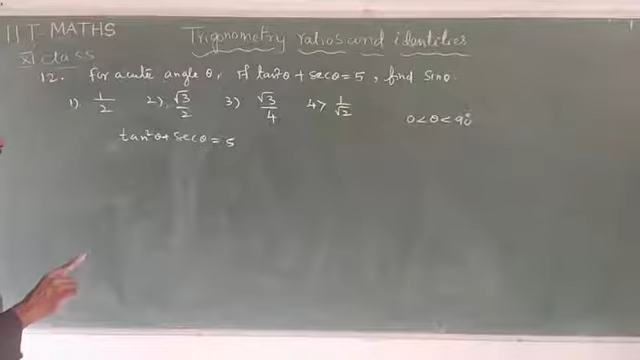 IIT-MATHS
Trigonometry ratios and identities
XI class
12. For acute angle θ, if tan²θ + secθ = 5, find sinθ.
1) 1/2 2) √3/2 3) √3/4 4) 1/√2
0<θ<90°
tan²θ + secθ = 5